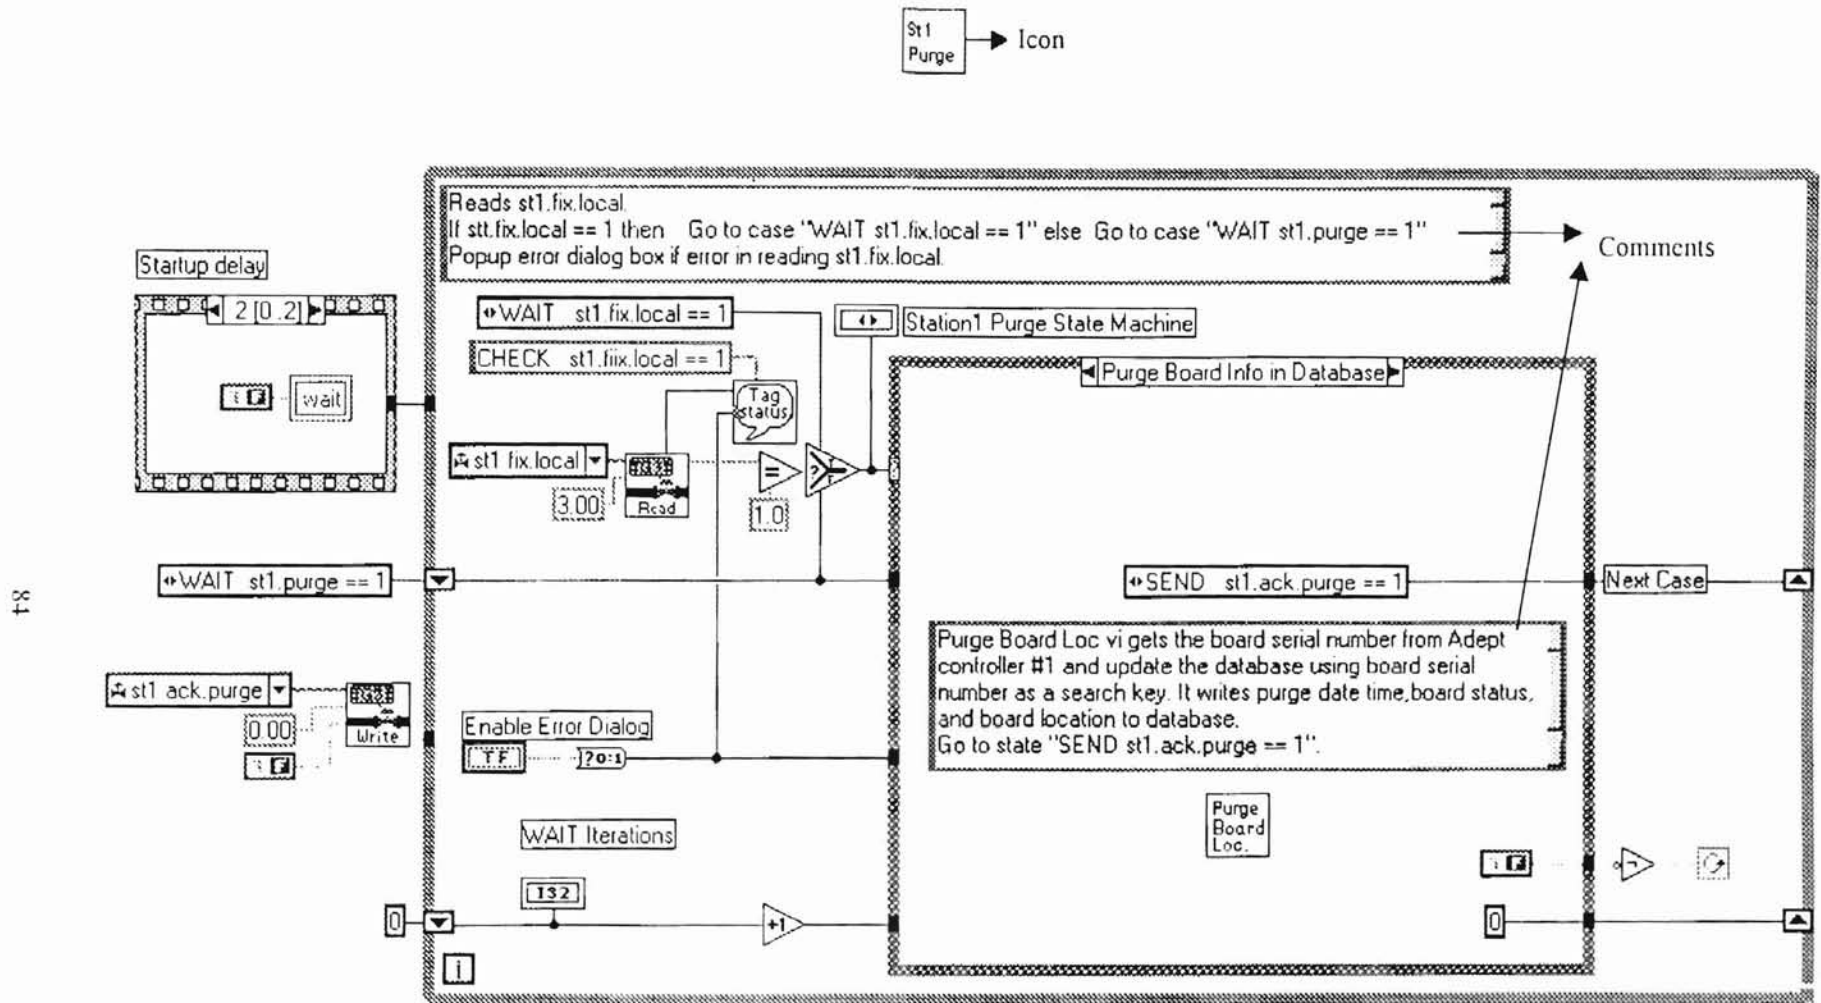 St1
Purge
Icon
Reads st1.fix.local.
If stt.fix.local == 1 then Go to case "WAIT st1.fix.local == 1" else Go to case "WAIT st1.purge == 1"
Popup error dialog box if error in reading st1.fix.local.
Comments
Startup delay
2 [0..2]
wait
WAIT st1.fix.local == 1
Station1 Purge State Machine
CHECK st1.fiix.local == 1
Purge Board Info in Database
Tag
status
st1 fix.local
3.00
Read
=
?
T
F
1.0
WAIT st1.purge == 1
SEND st1.ack.purge == 1
Next Case
84
Purge Board Loc vi gets the board serial number from Adept
controller #1 and update the database using board serial
number as a search key. It writes purge date time,board status,
and board location to database.
Go to state "SEND st1.ack.purge == 1".
st1 ack.purge
0.00
F
Write
Enable Error Dialog
TF
?0:1
WAIT Iterations
Purge
Board
Loc.
F
I32
0
+1
0
i